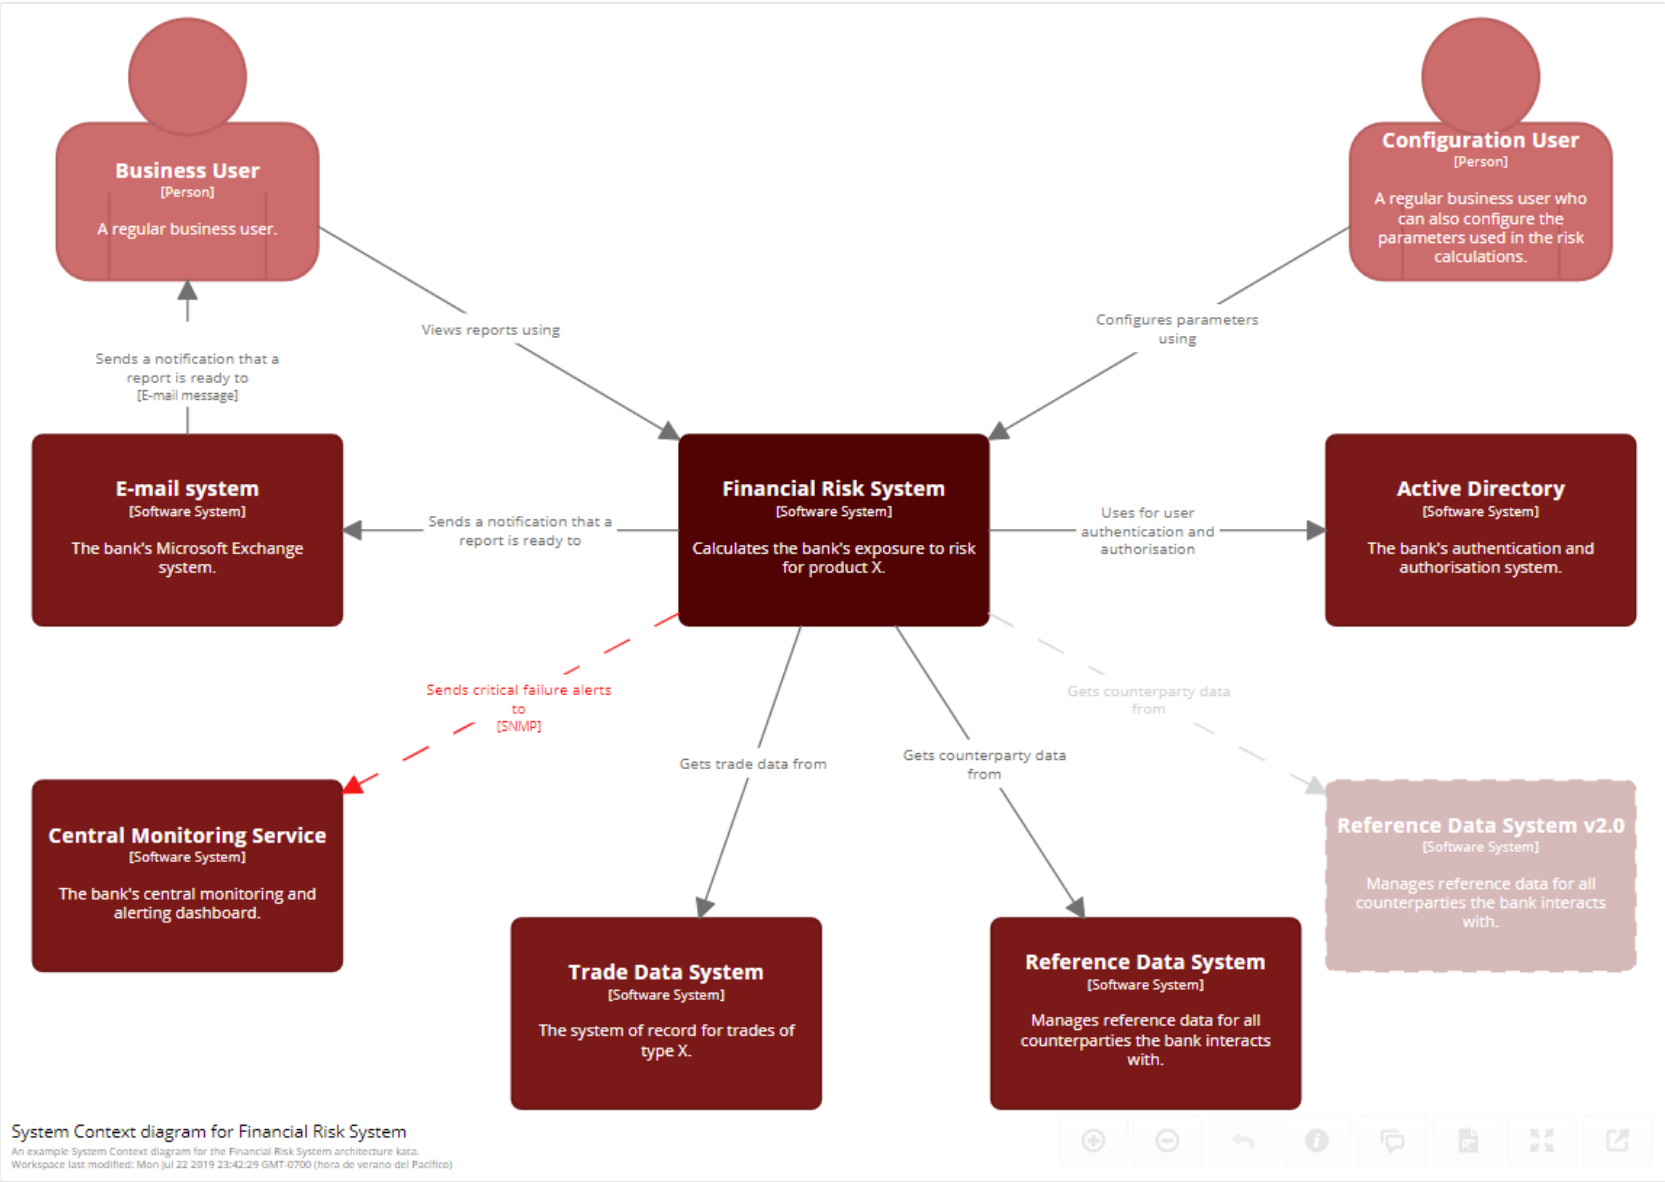 Business User
[Person]
A regular business user.
Configuration User
[Person]
A regular business user who
can also configure the
parameters used in the risk
calculations.
Views reports using
Configures parameters
using
Sends a notification that a
report is ready to
[E-mail message]
E-mail system
[Software System]
The bank's Microsoft Exchange
system.
Sends a notification that a
report is ready to
Financial Risk System
[Software System]
Calculates the bank's exposure to risk
for product X.
Uses for user
authentication and
authorisation
Active Directory
[Software System]
The bank's authentication and
authorisation system.
Sends critical failure alerts
to
[SNMP]
Gets trade data from
Gets counterparty data
from
Gets counterparty data
from
Central Monitoring Service
[Software System]
The bank's central monitoring and
alerting dashboard.
Trade Data System
[Software System]
The system of record for trades of
type X.
Reference Data System
[Software System]
Manages reference data for all
counterparties the bank interacts
with.
Reference Data System v2.0
[Software System]
Manages reference data for all
counterparties the bank interacts
with.
System Context diagram for Financial Risk System
An example System Context diagram for the Financial Risk System architecture kata.
Workspace last modified: Mon Jul 22 2019 23:42:29 GMT-0700 (hora de verano del Pacífico)